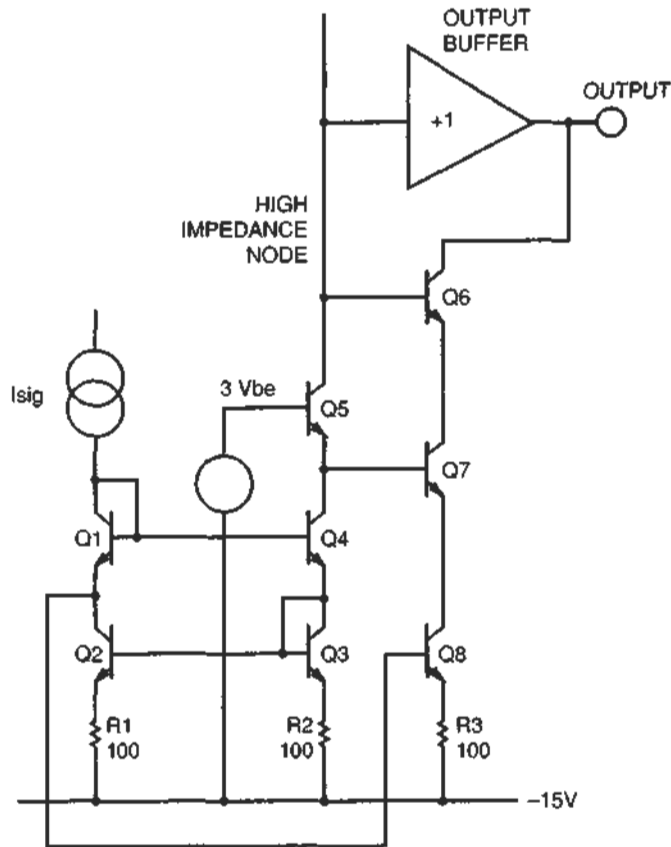 OUTPUT
BUFFER
OUTPUT
+1
HIGH
IMPEDANCE
NODE
Q6
Isig
3 Vbe
Q5
Q7
Q1
Q4
Q2
Q3
Q8
R1
100
R2
100
R3
100
–15V